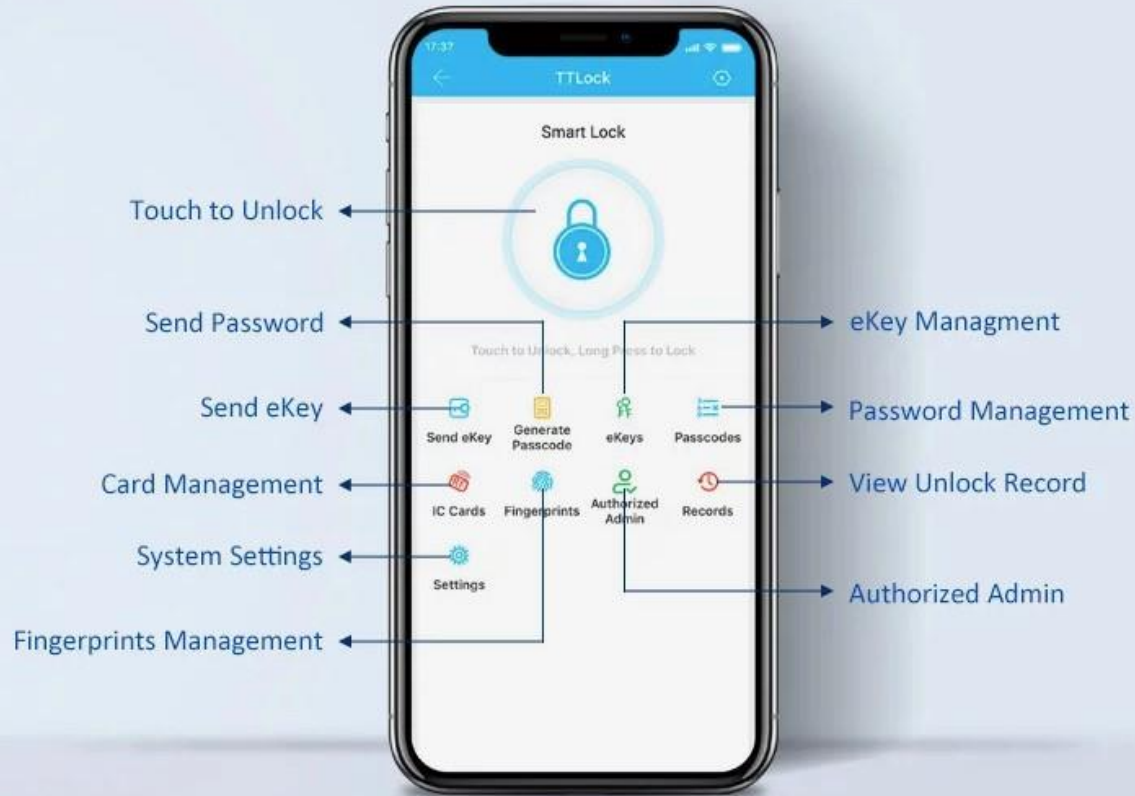 17:37
TTLock
Smart Lock
Touch to Unlock
Send Password
eKey Managment
Touch to Unlock, Long Press to Lock
Send eKey
Password Management
Send eKey
Generate
Passcode
eKeys
Passcodes
Card Management
View Unlock Record
IC Cards
Fingerprints
Authorized
Admin
Records
System Settings
Settings
Authorized Admin
Fingerprints Management